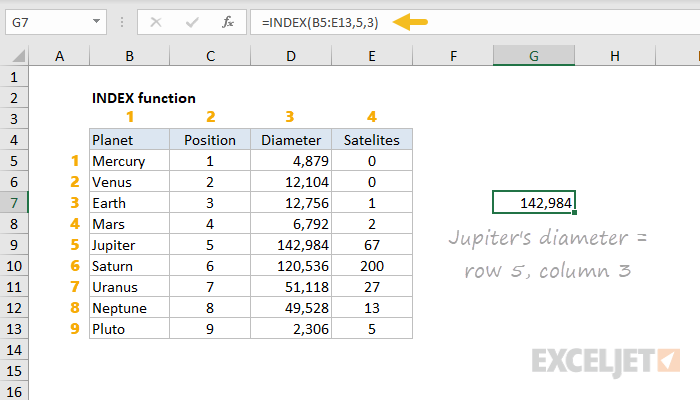 G7 fx =INDEX(B5:E13,5,3)
A B C D E F G H
1
2 INDEX function
3 1 2 3 4
4 Planet Position Diameter Satelites
5 1 Mercury 1 4,879 0
6 2 Venus 2 12,104 0
7 3 Earth 3 12,756 1 142,984
8 4 Mars 4 6,792 2
9 5 Jupiter 5 142,984 67 Jupiter's diameter =
10 6 Saturn 6 120,536 200 row 5, column 3
11 7 Uranus 7 51,118 27
12 8 Neptune 8 49,528 13
13 9 Pluto 9 2,306 5
14
15
16
EXCELJET